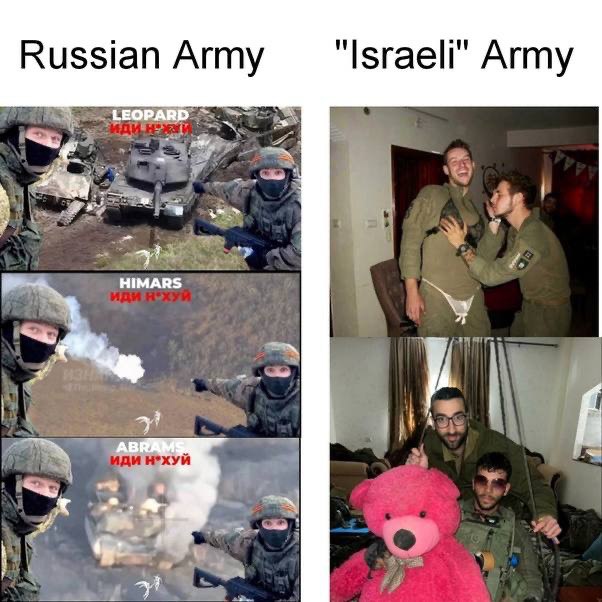 Russian Army
"Israeli" Army
LEOPARD
ИДИ Н*ХУЙ
HIMARS
ИДИ Н*ХУЙ
ABRAMS
ИДИ Н*ХУЙ